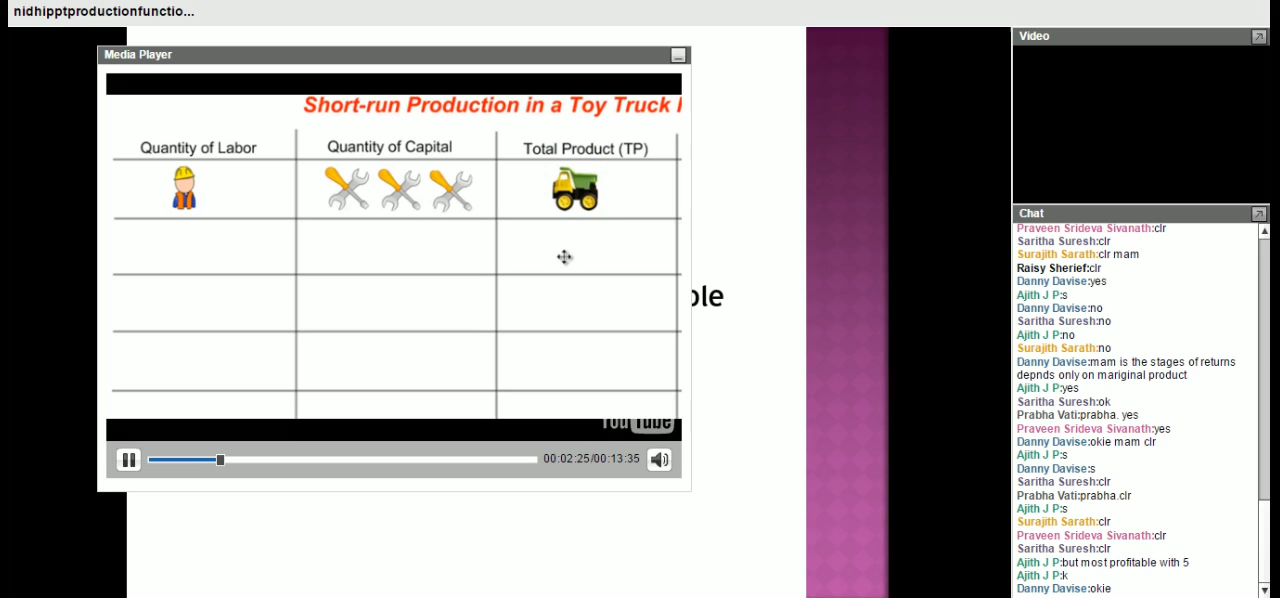 nidhipptproductionfunctio...
Media Player
Short-run Production in a Toy Truck
Quantity of Labor
Quantity of Capital
Total Product (TP)
YouTube
00:02:25/00:13:35
Video
Chat
Praveen Srideva Sivanath:clr
Saritha Suresh:clr
Surajith Sarath:clr mam
Raisy Sherief:clr
Danny Davise:yes
Ajith J P:s
Danny Davise:no
Saritha Suresh:no
Ajith J P:no
Surajith Sarath:no
Danny Davise:mam is the stages of returns
depnds only on mariginal product
Ajith J P:yes
Saritha Suresh:ok
Prabha Vati:prabha. yes
Praveen Srideva Sivanath:yes
Danny Davise:okie mam clr
Ajith J P:s
Danny Davise:s
Saritha Suresh:clr
Prabha Vati:prabha.clr
Ajith J P:s
Surajith Sarath:clr
Praveen Srideva Sivanath:clr
Saritha Suresh:clr
Ajith J P:but most profitable with 5
Ajith J P:k
Danny Davise:okie